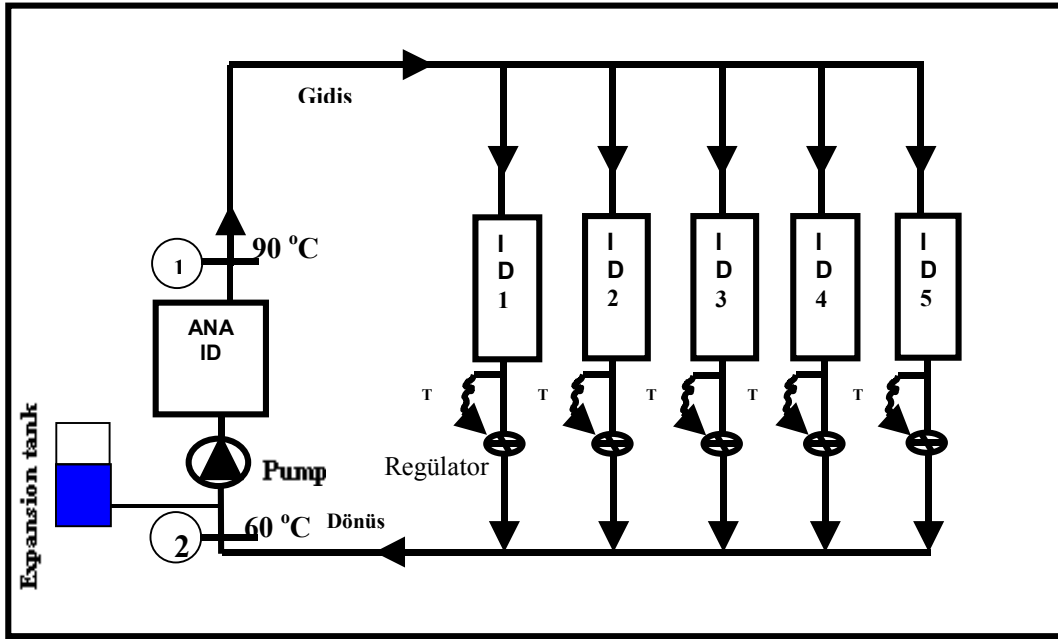 Gidis
1
90 °C
ANA
ID
I
D
1
I
D
2
I
D
3
I
D
4
I
D
5
T
T
T
T
T
Regülator
Pump
Expansion tank
2
60 °C
Dönüs